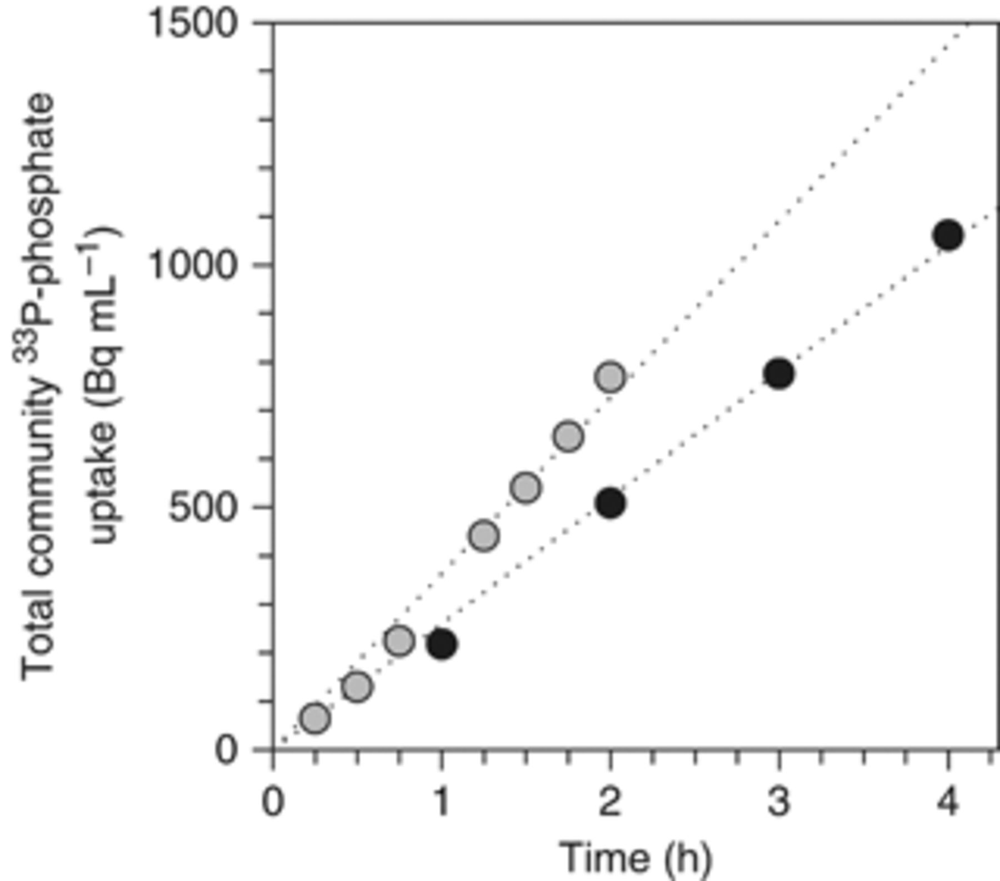 Total community ³³P-phosphate
uptake (Bq mL⁻¹)
1500
1000
500
0
0 1 2 3 4
Time (h)